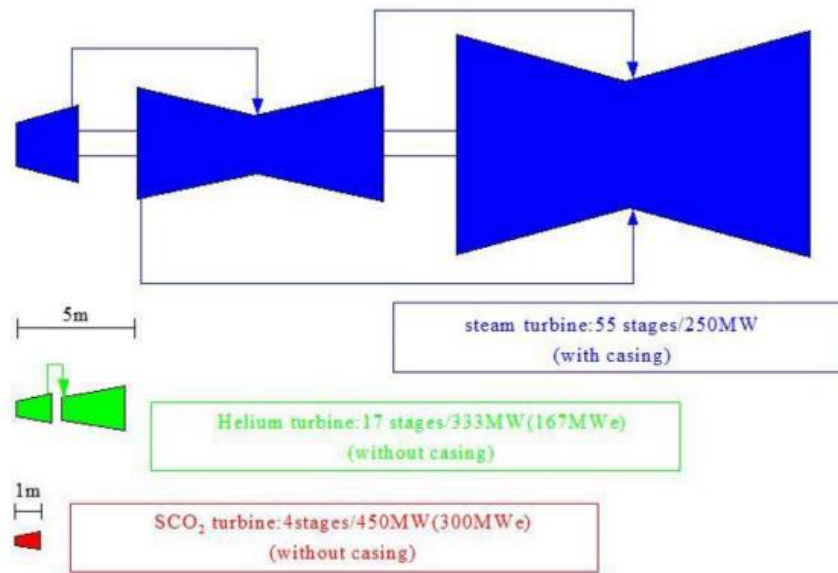 5m
steam turbine:55 stages/250MW
(with casing)
Helium turbine:17 stages/333MW(167MWe)
(without casing)
1m
SCO₂ turbine:4stages/450MW(300MWe)
(without casing)